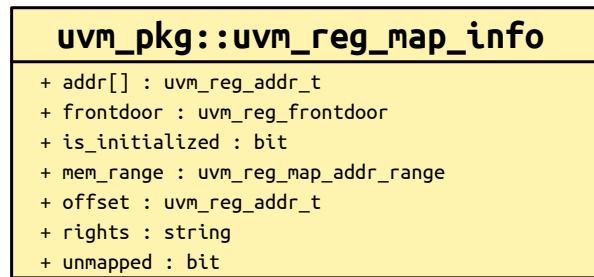 uvm_pkg::uvm_reg_map_info
+ addr[] : uvm_reg_addr_t
+ frontdoor : uvm_reg_frontdoor
+ is_initialized : bit
+ mem_range : uvm_reg_map_addr_range
+ offset : uvm_reg_addr_t
+ rights : string
+ unmapped : bit